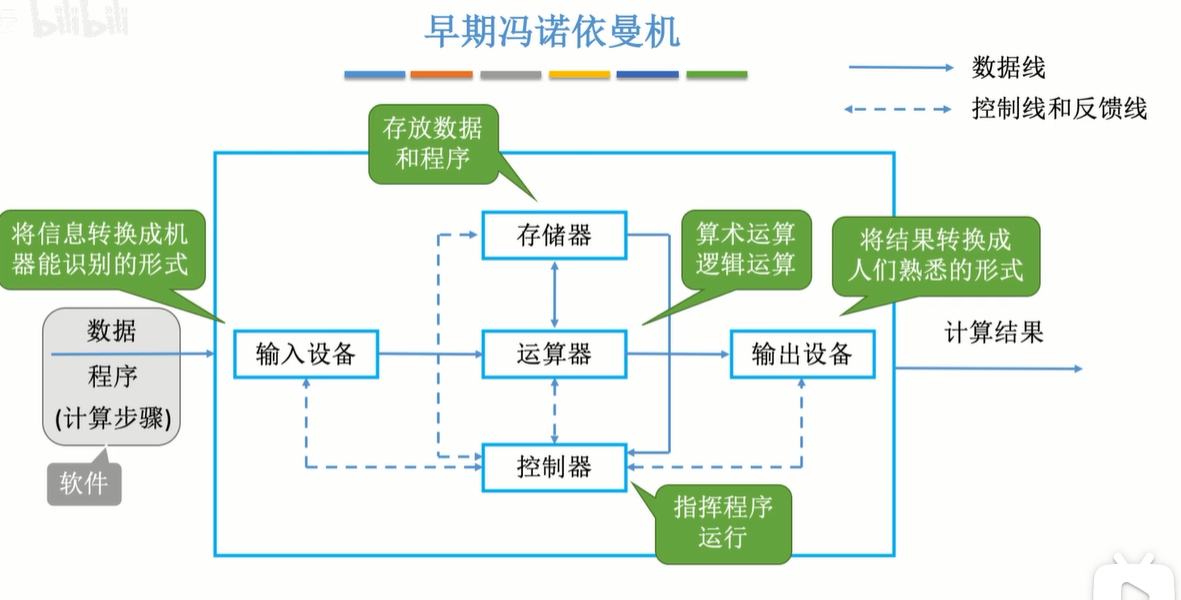 bilibili
早期冯诺依曼机
数据线
控制线和反馈线
存放数据
和程序
将信息转换成机
器能识别的形式
存储器
算术运算
逻辑运算
将结果转换成
人们熟悉的形式
数据
程序
(计算步骤)
输入设备
运算器
输出设备
计算结果
软件
控制器
指挥程序
运行